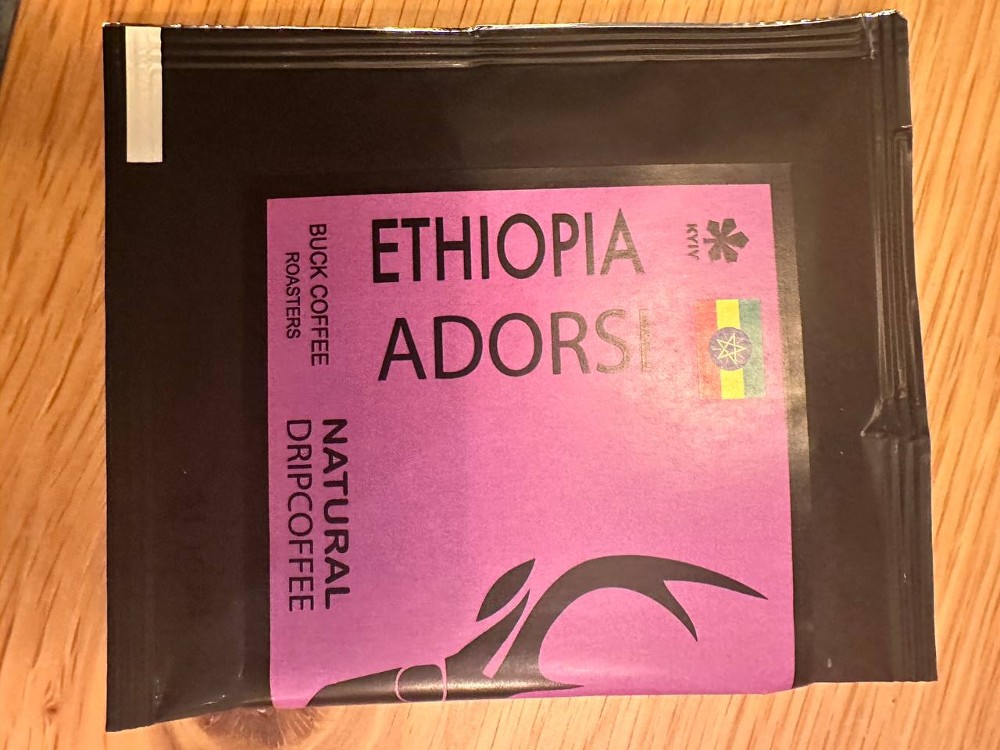 ETHIOPIA
ADORSI
KYIV
BUCK COFFEE
ROASTERS
NATURAL
DRIPCOFFEE